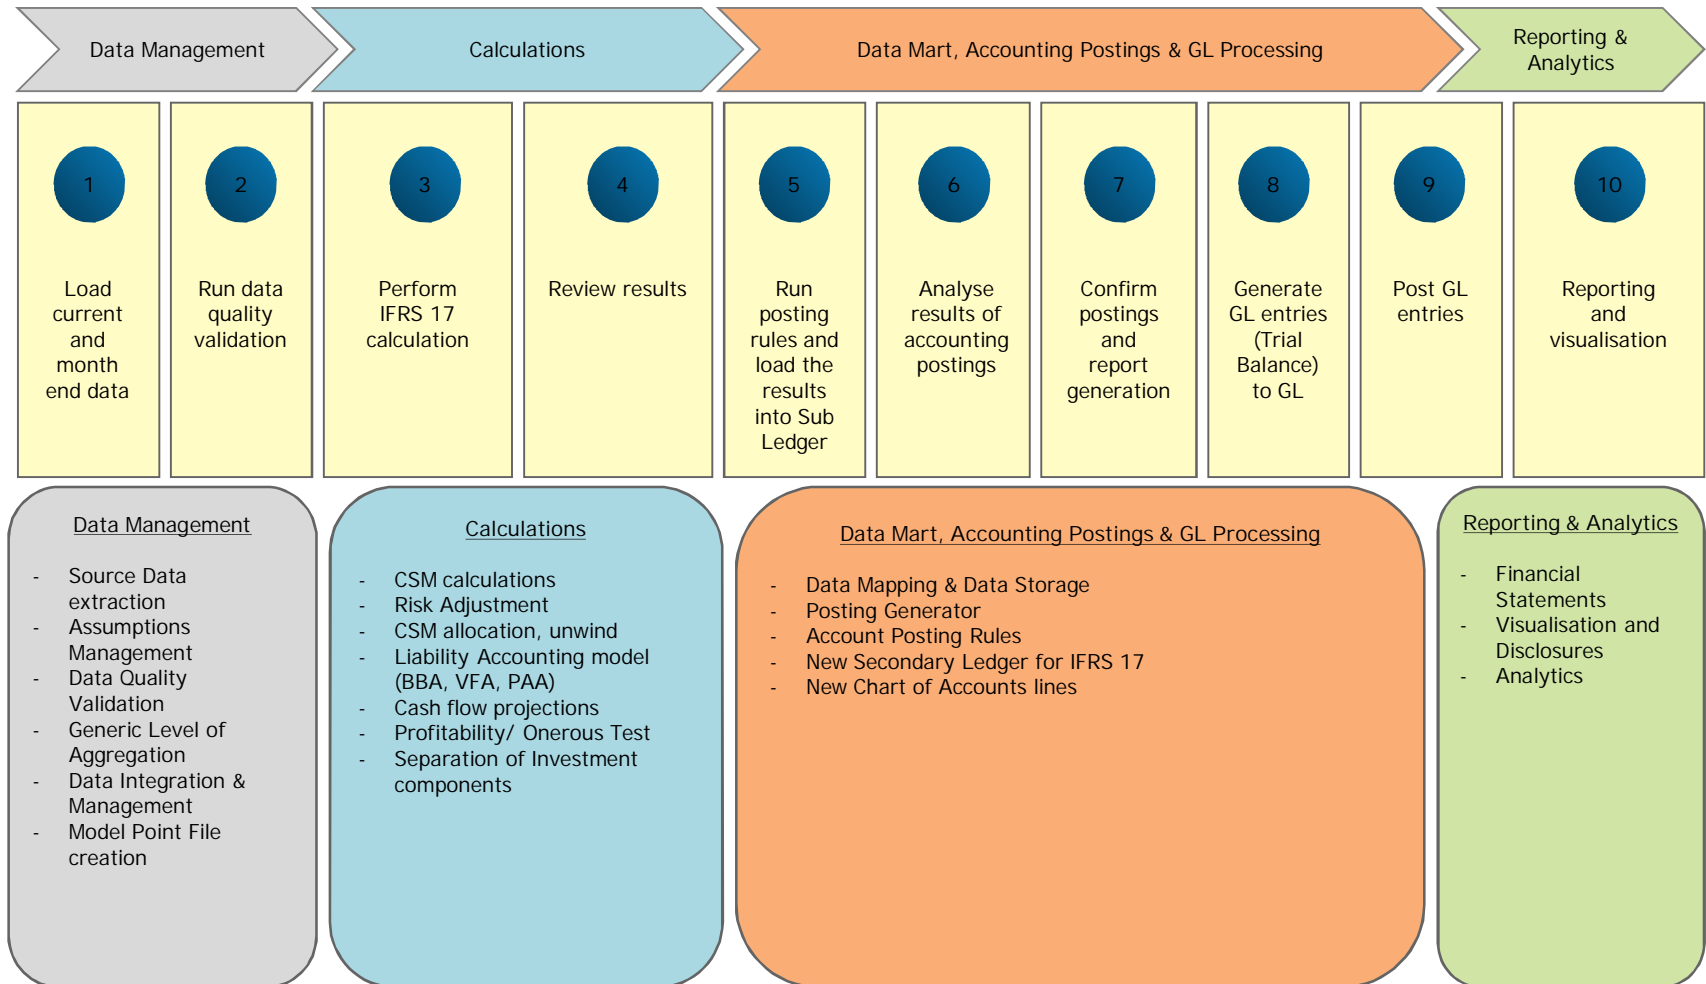 Data Management
Calculations
Data Mart, Accounting Postings & GL Processing
Reporting &
Analytics
1
Load
current
and
month
end data
2
Run data
quality
validation
3
Perform
IFRS 17
calculation
4
Review results
5
Run
posting
rules and
load the
results
into Sub
Ledger
6
Analyse
results of
accounting
postings
7
Confirm
postings
and
report
generation
8
Generate
GL entries
(Trial
Balance)
to GL
9
Post GL
entries
10
Reporting
and
visualisation
Data Management
- Source Data
extraction
- Assumptions
Management
- Data Quality
Validation
- Generic Level of
Aggregation
- Data Integration &
Management
- Model Point File
creation
Calculations
- CSM calculations
- Risk Adjustment
- CSM allocation, unwind
- Liability Accounting model
(BBA, VFA, PAA)
- Cash flow projections
- Profitability/ Onerous Test
- Separation of Investment
components
Data Mart, Accounting Postings & GL Processing
- Data Mapping & Data Storage
- Posting Generator
- Account Posting Rules
- New Secondary Ledger for IFRS 17
- New Chart of Accounts lines
Reporting & Analytics
- Financial
Statements
- Visualisation and
Disclosures
- Analytics